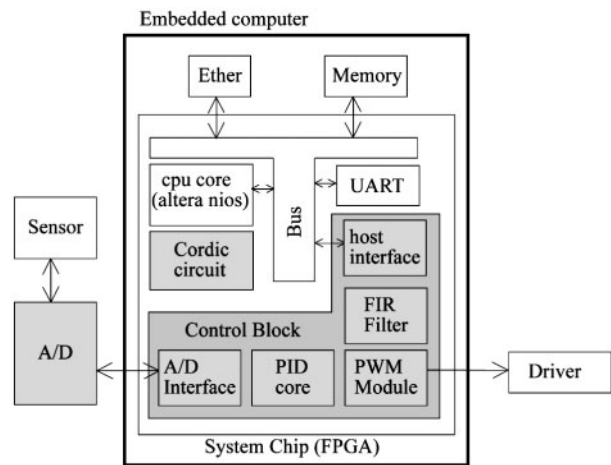 Embedded computer
Ether
Memory
cpu core
(altera nios)
UART
Bus
Sensor
Cordic
circuit
host
interface
FIR
Filter
Control Block
A/D
A/D
Interface
PID
core
PWM
Module
Driver
System Chip (FPGA)